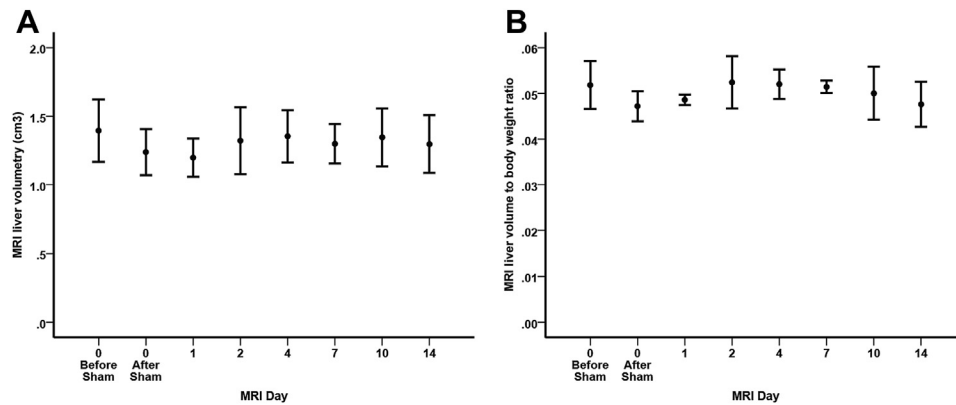 A
MRI liver volumetry (cm3)
2.0
1.5
1.0
.5
.0
0 Before Sham
0 After Sham
1
2
4
7
10
14
MRI Day
B
MRI liver volume to body weight ratio
.06
.05
.04
.03
.02
.01
.00
0 Before Sham
0 After Sham
1
2
4
7
10
14
MRI Day